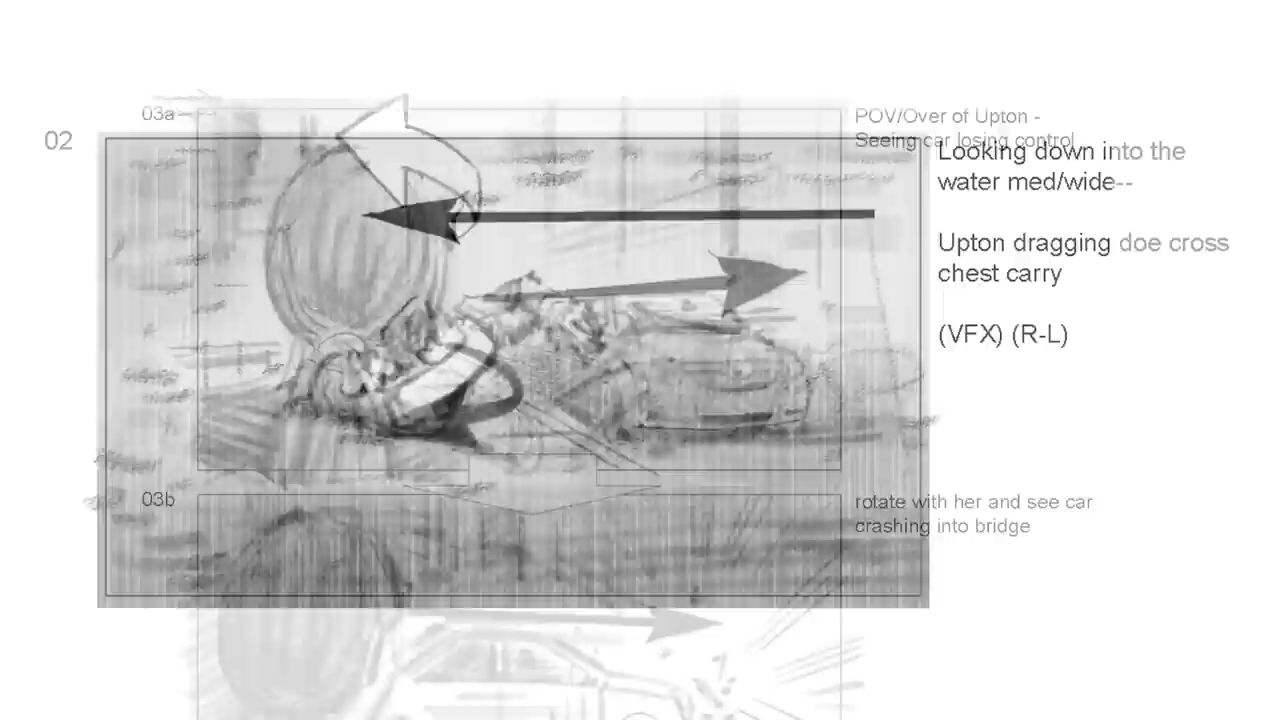 03a
POV/Over of Upton -
Seeing car losing control
02
Looking down into the
water med/wide--
Upton dragging doe cross
chest carry
(VFX) (R-L)
03b
rotate with her and see car
crashing into bridge